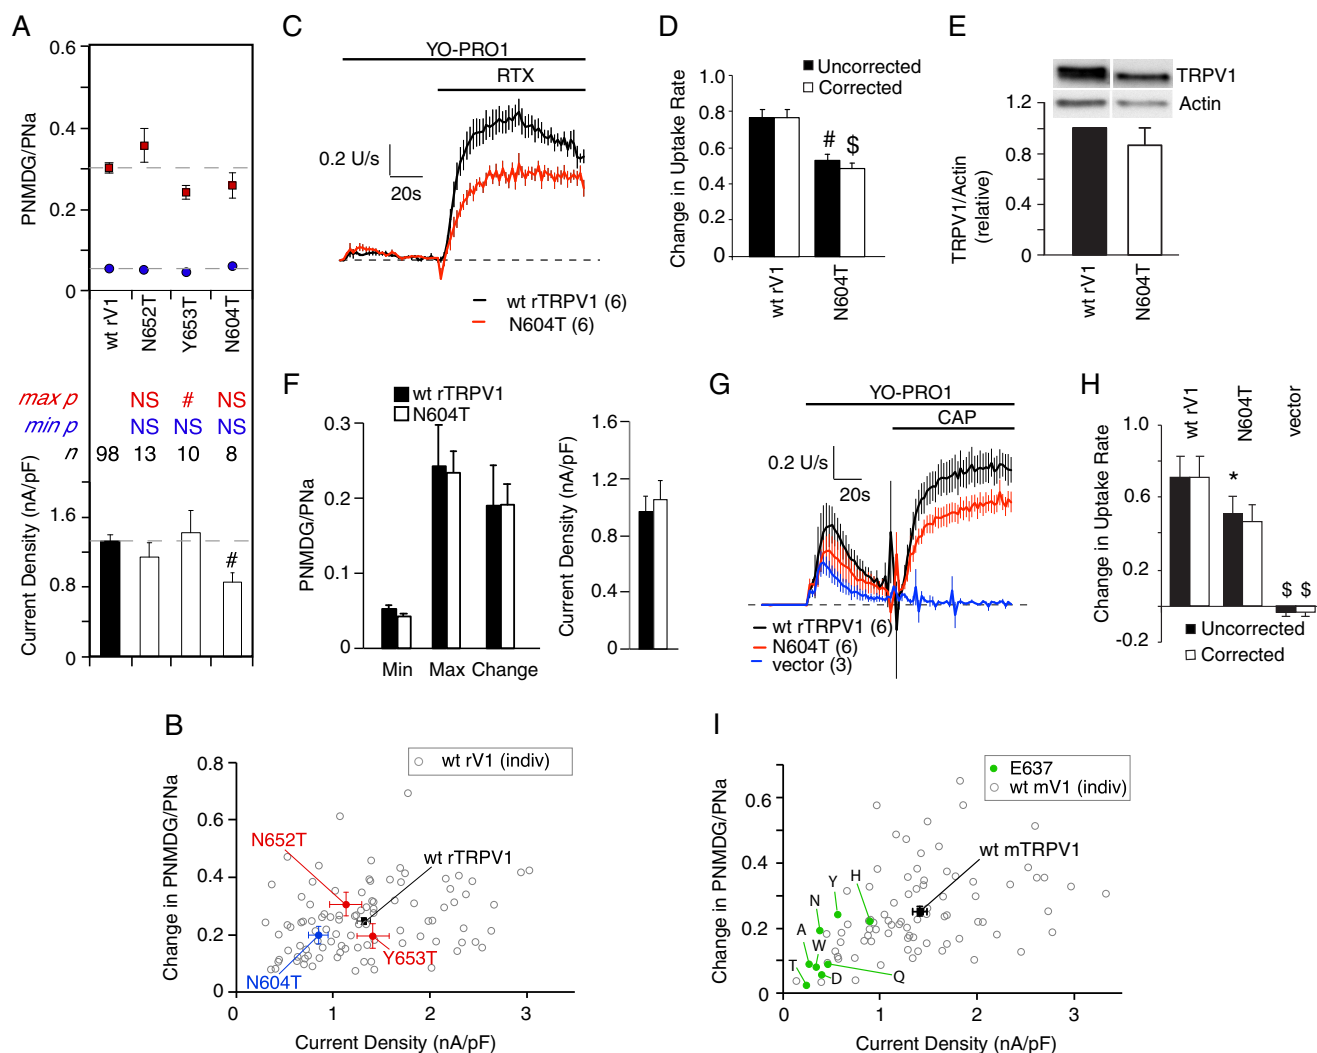 A
0.6
0.4
0.2
0
PNMDG/PNa
wt rV1
N652T
Y653T
N604T
max p
NS
#
NS
min p
NS
NS
NS
n
98
13
10
8
Current Density (nA/pF)
1.6
0.8
0
#
C
YO-PRO1
RTX
0.2 U/s
20s
wt rTRPV1 (6)
N604T (6)
D
Uncorrected
Corrected
Change in Uptake Rate
1.0
0.8
0.6
0.4
0.2
0
#
$
wt rV1
N604T
E
TRPV1
Actin
TRPV1/Actin
(relative)
1.2
0.8
0.4
0
wt rV1
N604T
F
wt rTRPV1
N604T
PNMDG/PNa
0.3
0.2
0.1
0
Min
Max
Change
Current Density (nA/pF)
1.6
1.2
0.8
0.4
0
G
YO-PRO1
CAP
0.2 U/s
20s
wt rTRPV1 (6)
N604T (6)
vector (3)
H
wt rV1
N604T
vector
Change in Uptake Rate
1.0
0.6
0.2
-0.2
*
$ $
Uncorrected
Corrected
B
wt rV1 (indiv)
Change in PNMDG/PNa
0.8
0.6
0.4
0.2
0
N652T
wt rTRPV1
Y653T
N604T
0
1
2
3
Current Density (nA/pF)
I
E637
wt mV1 (indiv)
Change in PNMDG/PNa
0.6
0.4
0.2
0
wt mTRPV1
H
Y
N
A
W
T
D
Q
0
1
2
3
Current Density (nA/pF)